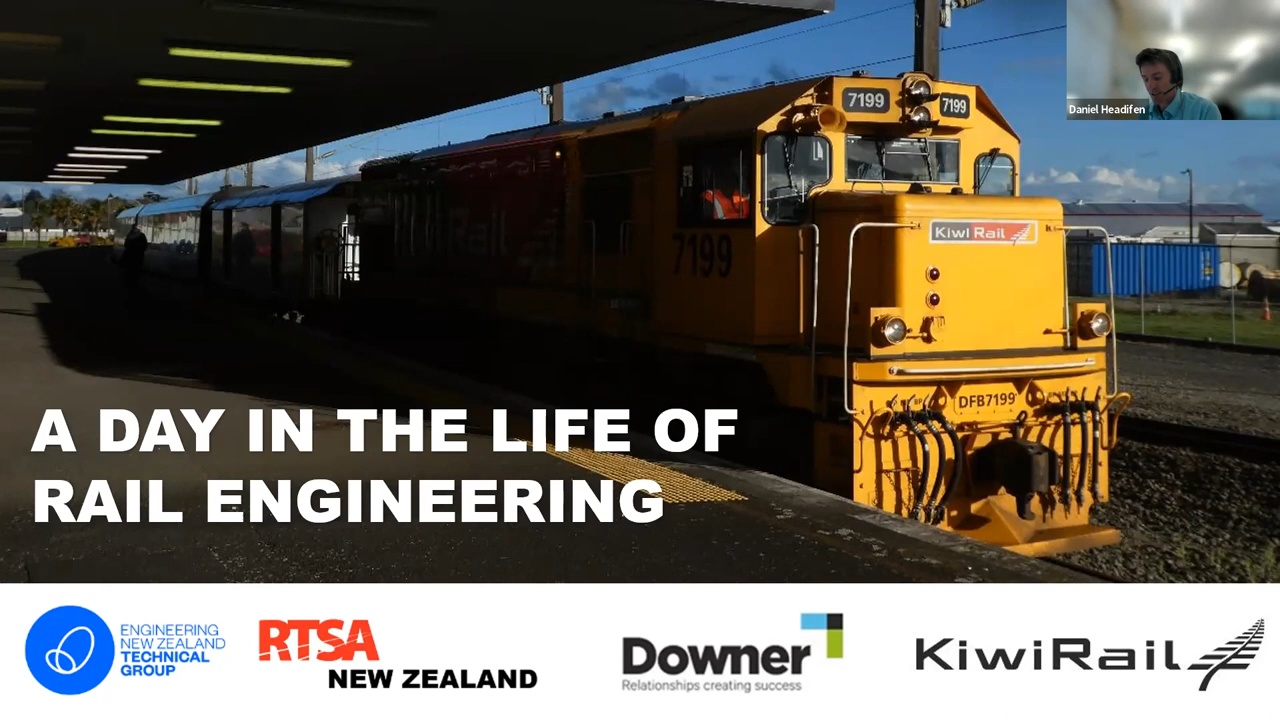 7199
7199
Daniel Headifen
KiwiRail
Rail
7199
DFB7199
A DAY IN THE LIFE OF
RAIL ENGINEERING
ENGINEERING
NEW ZEALAND
TECHNICAL
GROUP
RTSA
NEW ZEALAND
Downer
Relationships creating success
KiwiRail